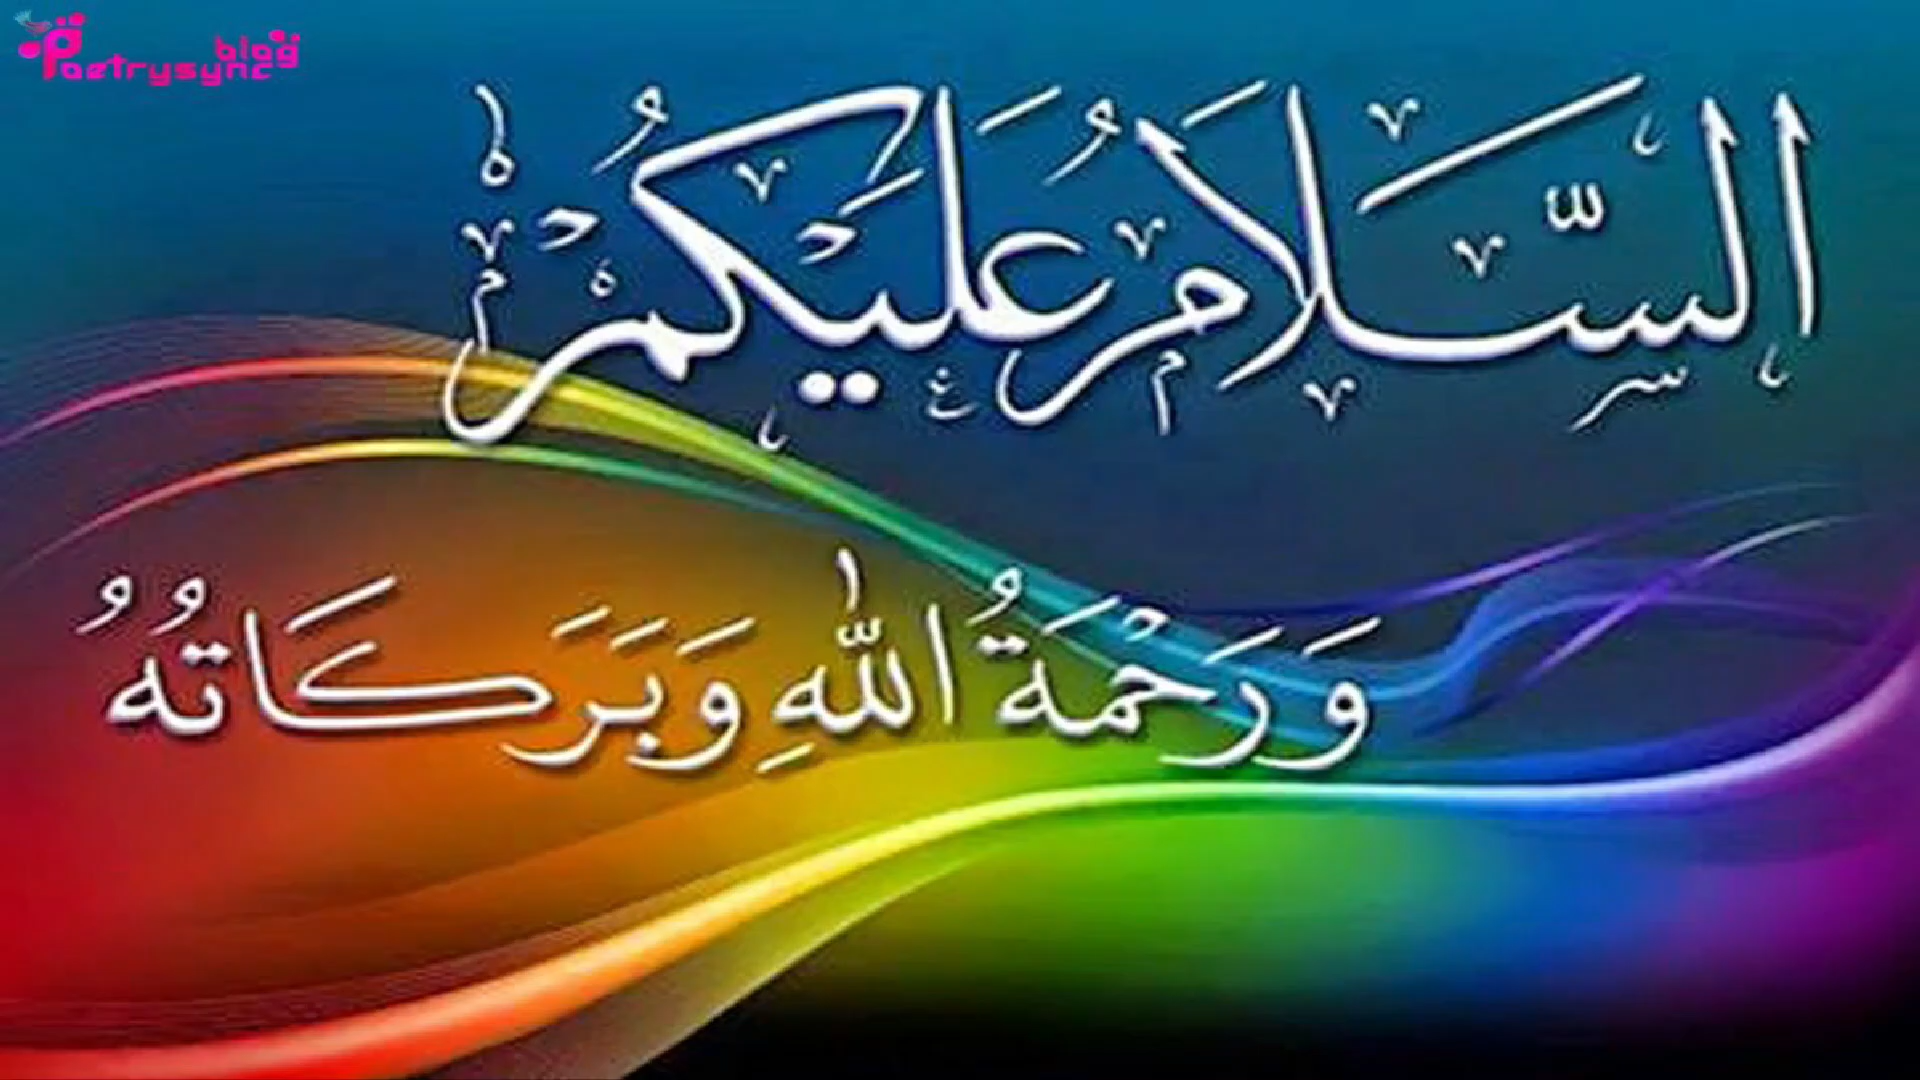 Poetrysync blog
السَّلَامُ عَلَيْكُمْ
وَرَحْمَةُ اللهِ وَبَرَكَاتُهُ